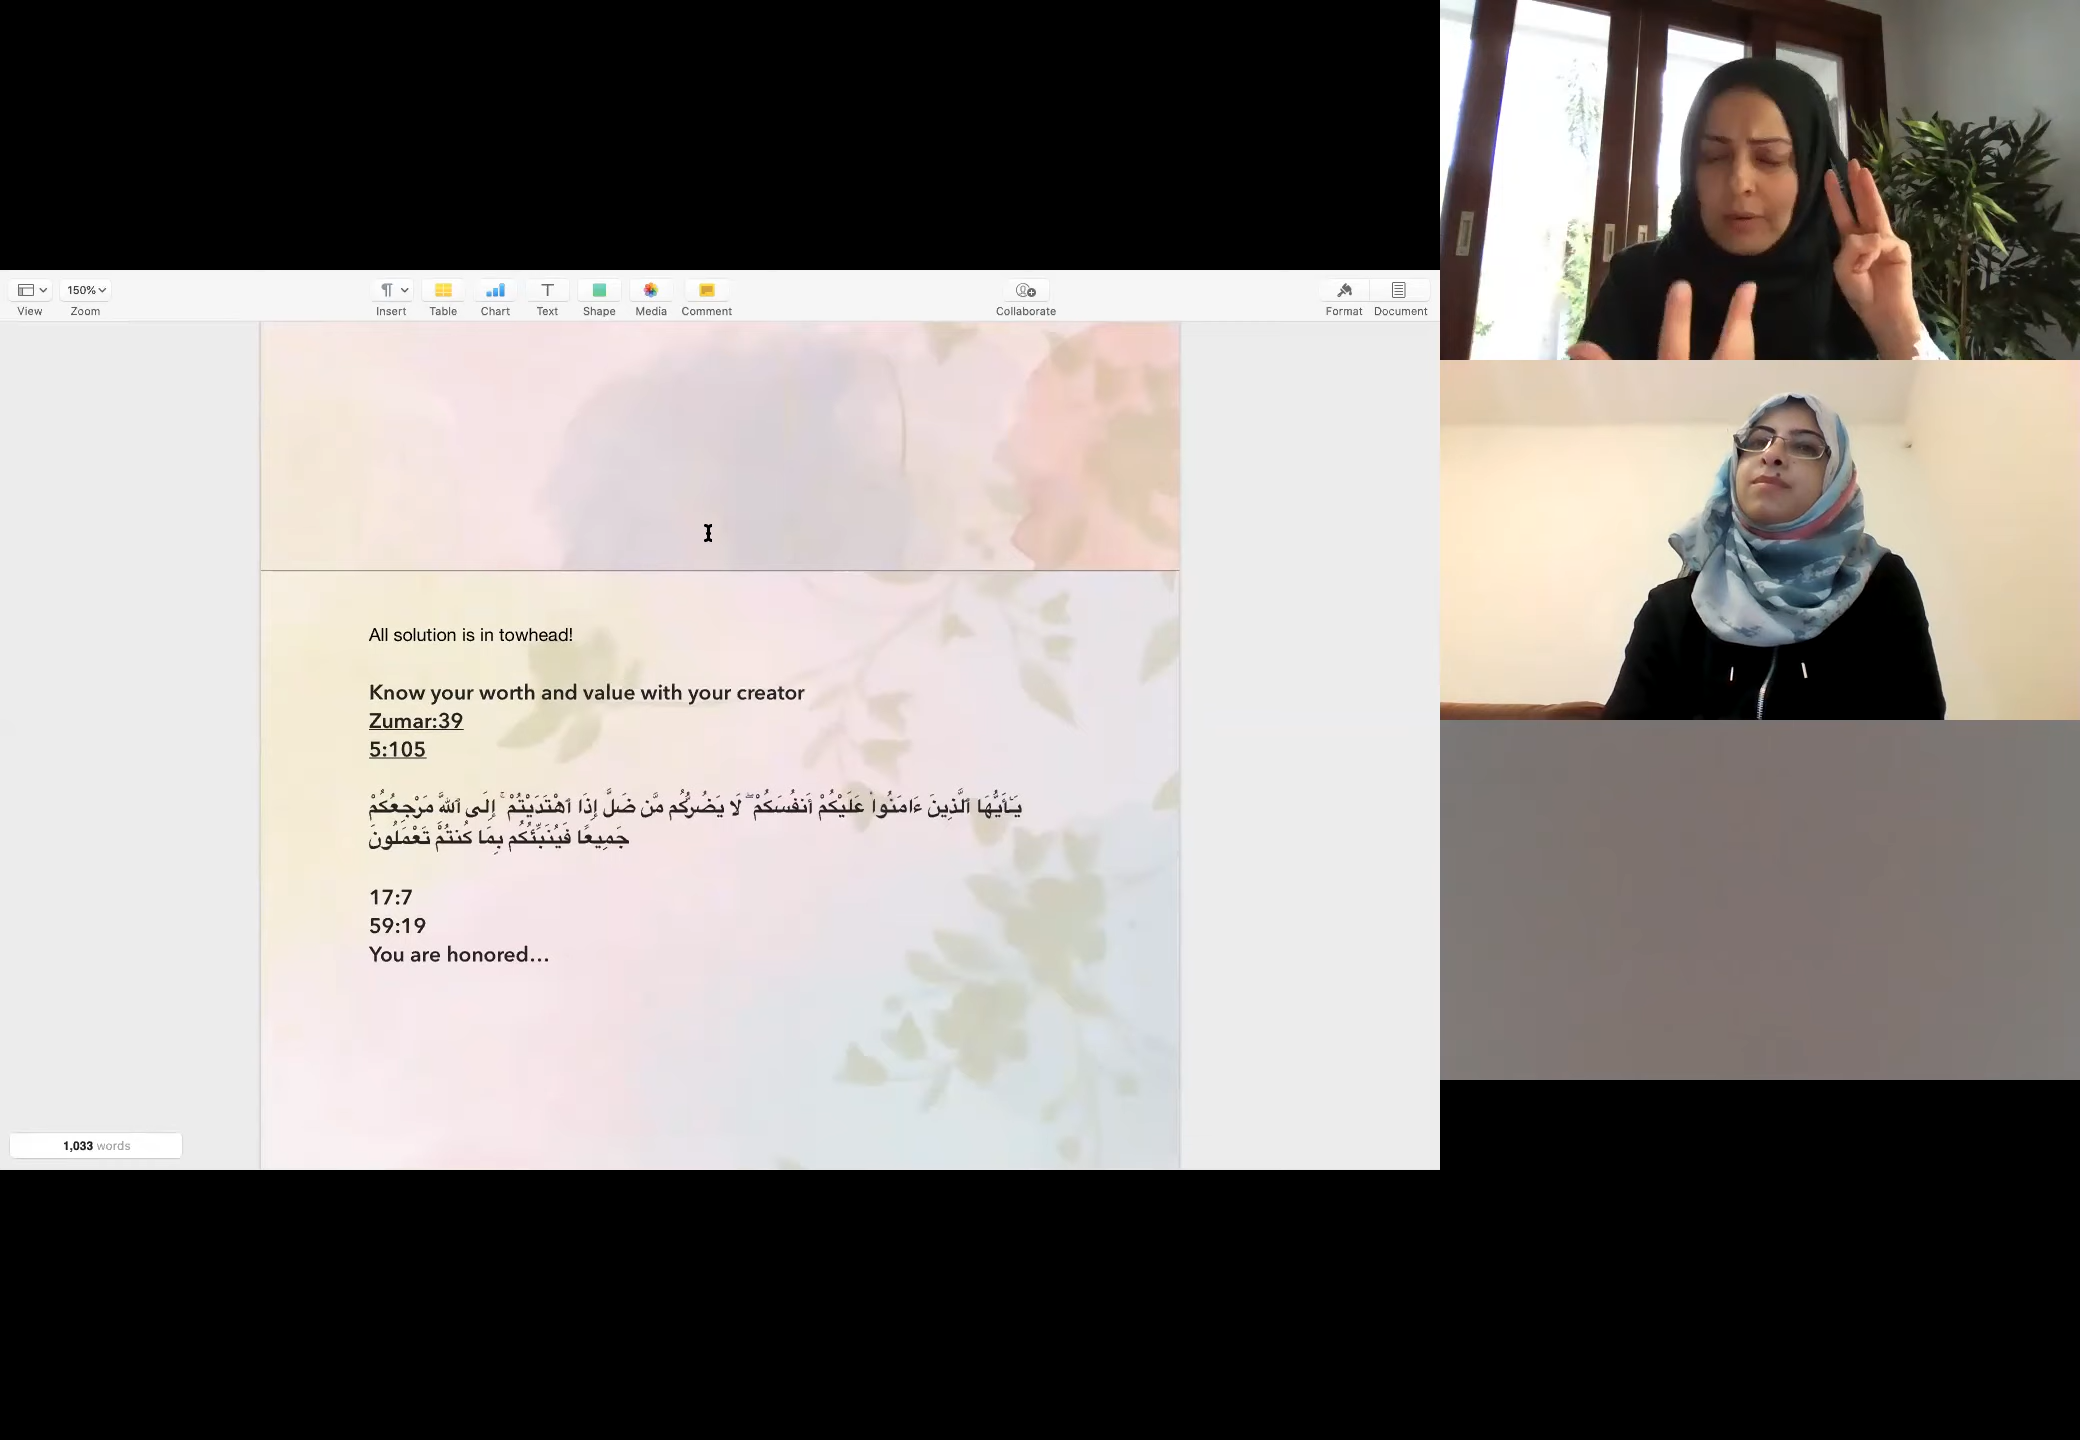 150%
View
Zoom
Insert
Table
Chart
Text
Shape
Media
Comment
Collaborate
Format
Document
All solution is in towhead!
Know your worth and value with your creator
Zumar:39
5:105
يَـٰٓأَيُّهَا ٱلَّذِينَ ءَامَنُوا۟ عَلَيْكُمْ أَنفُسَكُمْ ۖ لَا يَضُرُّكُم مَّن ضَلَّ إِذَا ٱهْتَدَيْتُمْ ۚ إِلَى ٱللَّهِ مَرْجِعُكُمْ
جَمِيعًا فَيُنَبِّئُكُم بِمَا كُنتُمْ تَعْمَلُونَ
17:7
59:19
You are honored...
1,033 words